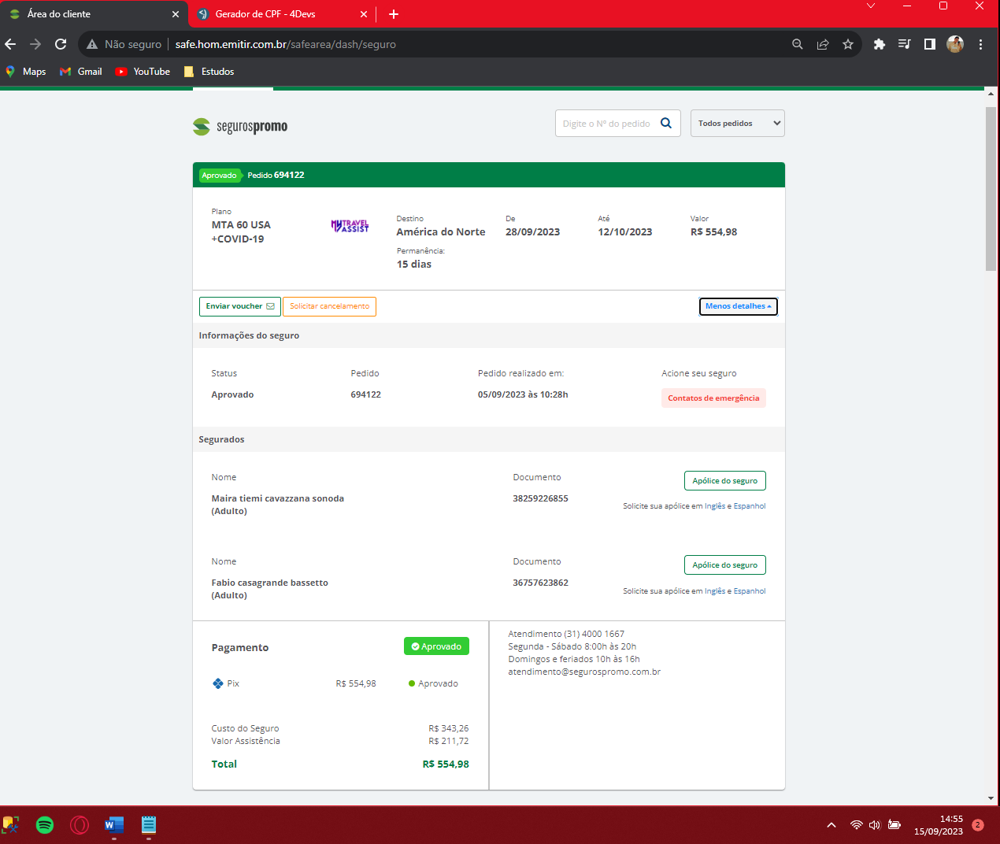 Área do cliente
Gerador de CPF - 4Devs
Não seguro
safe.hom.emitir.com.br/safearea/dash/seguro
Maps
Gmail
YouTube
Estudos
segurospromo
Digite o Nº do pedido
Todos pedidos
Aprovado
Pedido 694122
Plano
MTA 60 USA
+COVID-19
MYTRAVEL
ASSIST
Destino
América do Norte
Permanência:
15 dias
De
28/09/2023
Até
12/10/2023
Valor
R$ 554,98
Enviar voucher
Solicitar cancelamento
Menos detalhes
Informações do seguro
Status
Aprovado
Pedido
694122
Pedido realizado em:
05/09/2023 às 10:28h
Acione seu seguro
Contatos de emergência
Segurados
Nome
Maira tiemi cavazzana sonoda
(Adulto)
Documento
38259226855
Apólice do seguro
Solicite sua apólice em Inglês e Espanhol
Nome
Fabio casagrande bassetto
(Adulto)
Documento
36757623862
Apólice do seguro
Solicite sua apólice em Inglês e Espanhol
Pagamento
Aprovado
Pix
R$ 554,98
Aprovado
Custo do Seguro
R$ 343,26
Valor Assistência
R$ 211,72
Total
R$ 554,98
Atendimento (31) 4000 1667
Segunda - Sábado 8:00h às 20h
Domingos e feriados 10h às 16h
atendimento@segurospromo.com.br
W
14:55
15/09/2023
2